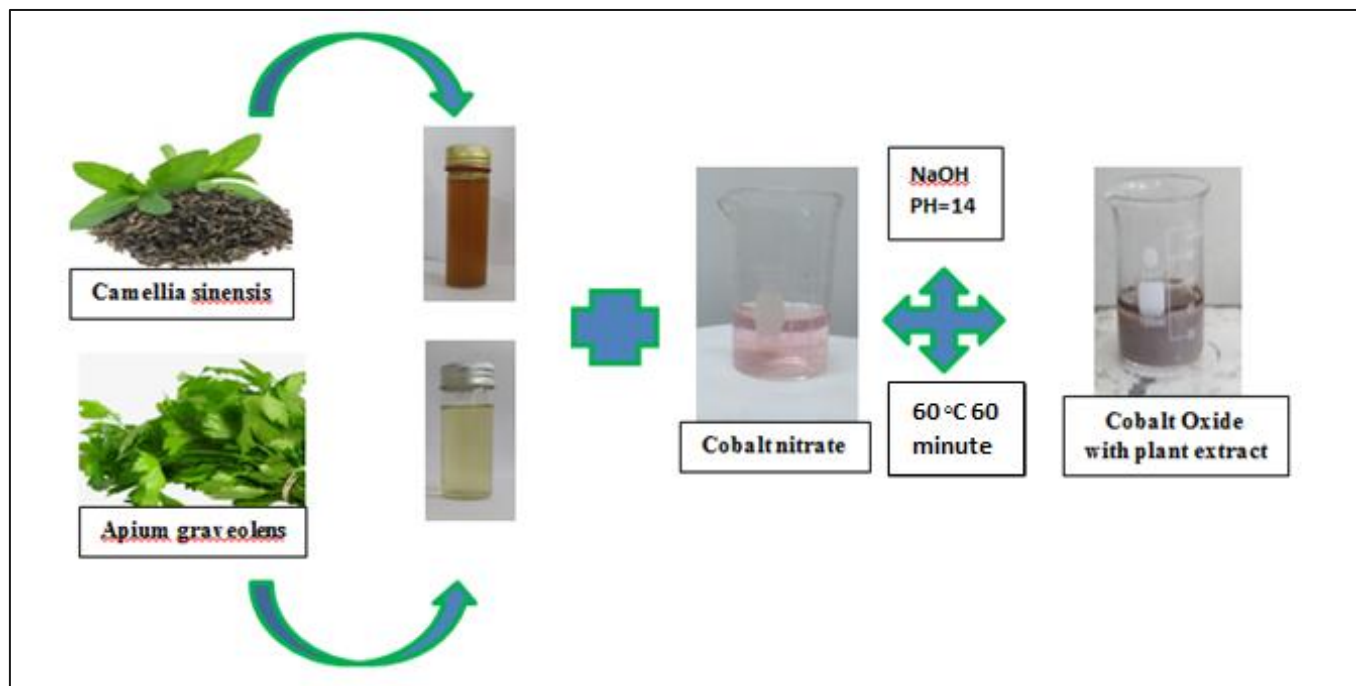 Camellia sinensis
Apium graveolens
Cobalt nitrate
NaOH
PH=14
60 °C 60
minute
Cobalt Oxide
with plant extract